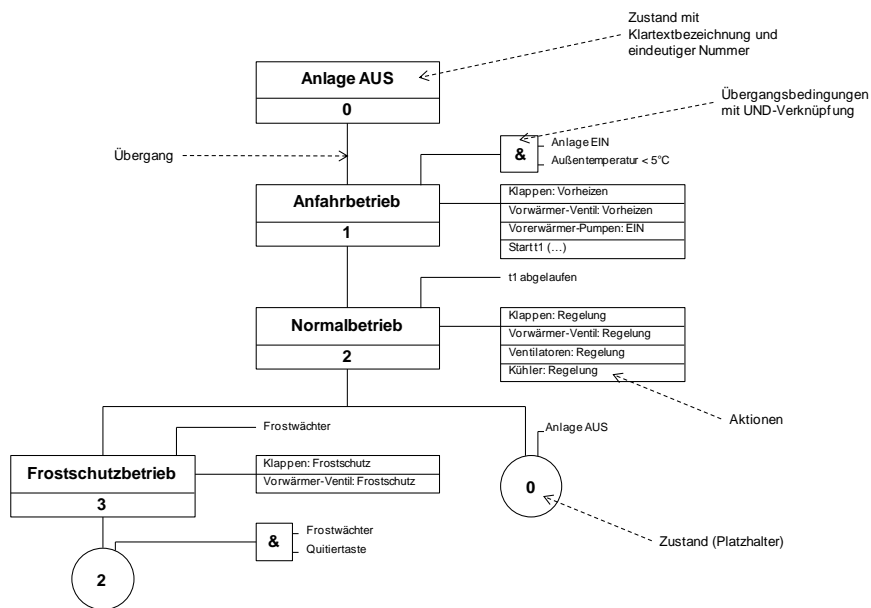 Zustand mit
Klartextbezeichnung und
eindeutiger Nummer
Anlage AUS
0
Übergangsbedingungen
mit UND-Verknüpfung
Übergang
&
Anlage EIN
Außentemperatur < 5°C
Anfahrbetrieb
1
Klappen: Vorheizen
Vorwärmer-Ventil: Vorheizen
Vorerwärmer-Pumpen: EIN
Start t1 (...)
t1 abgelaufen
Normalbetrieb
2
Klappen: Regelung
Vorwärmer-Ventil: Regelung
Ventilatoren: Regelung
Kühler: Regelung
Aktionen
Frostwächter
Anlage AUS
Frostschutzbetrieb
3
Klappen: Frostschutz
Vorwärmer-Ventil: Frostschutz
0
&
Frostwächter
Quitiertaste
Zustand (Platzhalter)
2